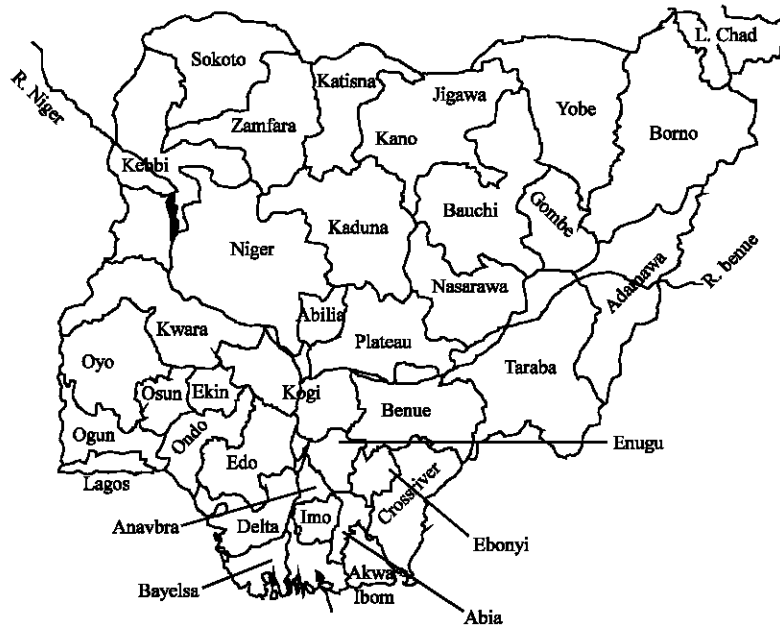 L. Chad
Sokoto
Katisna
Jigawa
R. Niger
Zamfara
Yobe
Kano
Borno
Kebbi
Gombe
Bauchi
Kaduna
Niger
Adamawa
R. benue
Nasarawa
Abilia
Kwara
Plateau
Oyo
Taraba
Osun
Ekin
Kogi
Benue
Ogun
Ondo
Enugu
Edo
Lagos
Crossriver
Anavbra
Delta
Imo
Ebonyi
Bayelsa
Akwa
Ibom
Abia